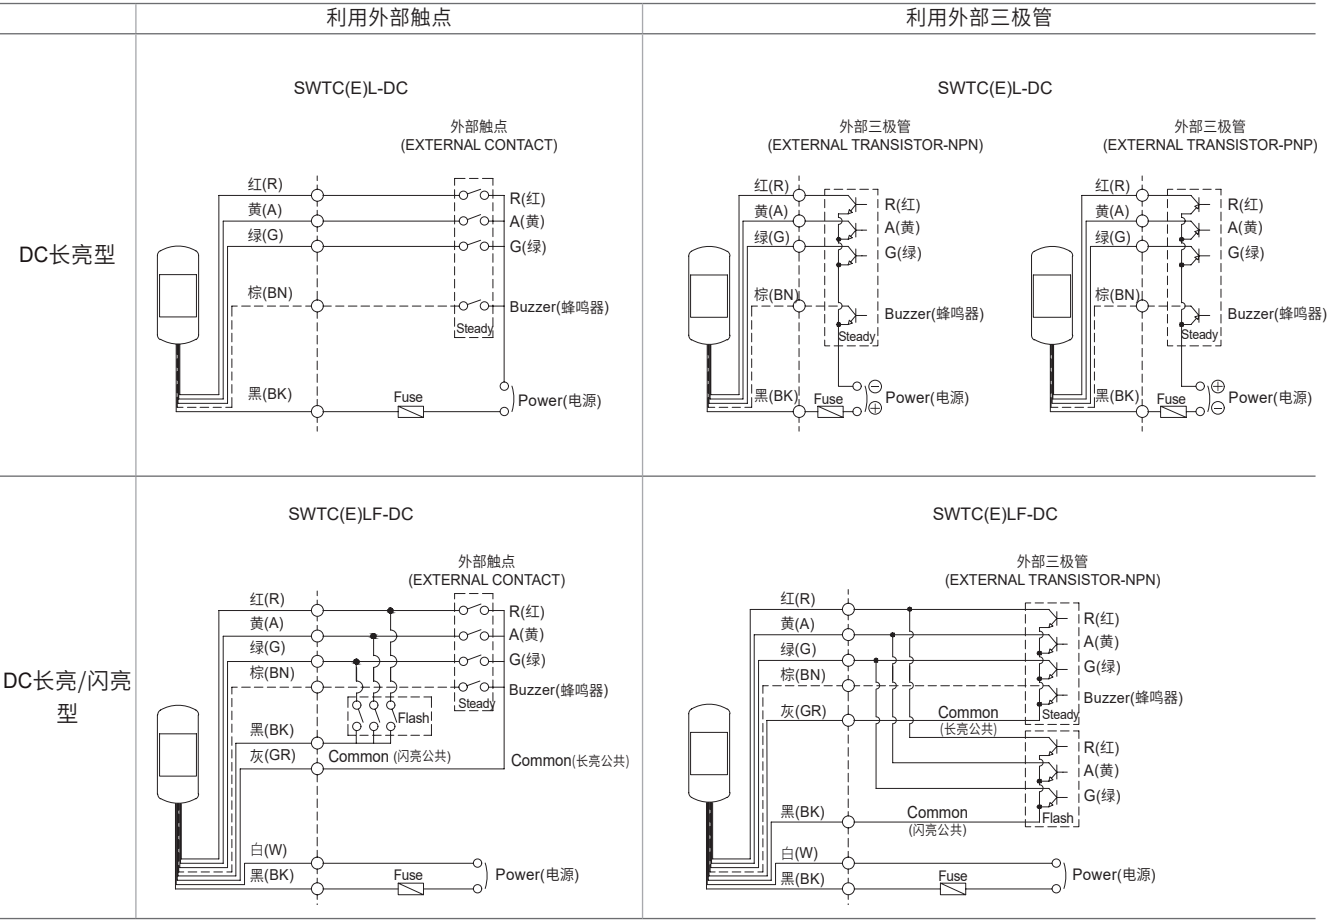 利用外部触点
利用外部三极管
DC长亮型
SWTC(E)L-DC
外部触点
(EXTERNAL CONTACT)
红(R)
黄(A)
绿(G)
棕(BN)
黑(BK)
R(红)
A(黄)
G(绿)
Buzzer(蜂鸣器)
Steady
Fuse
Power(电源)
SWTC(E)L-DC
外部三极管
(EXTERNAL TRANSISTOR-NPN)
红(R)
黄(A)
绿(G)
棕(BN)
黑(BK)
R(红)
A(黄)
G(绿)
Buzzer(蜂鸣器)
Steady
Fuse
Power(电源)
外部三极管
(EXTERNAL TRANSISTOR-PNP)
红(R)
黄(A)
绿(G)
棕(BN)
黑(BK)
R(红)
A(黄)
G(绿)
Buzzer(蜂鸣器)
Steady
Fuse
Power(电源)
DC长亮/闪亮
型
SWTC(E)LF-DC
外部触点
(EXTERNAL CONTACT)
红(R)
黄(A)
绿(G)
棕(BN)
黑(BK)
灰(GR)
R(红)
A(黄)
G(绿)
Buzzer(蜂鸣器)
Steady
Flash
Common (闪亮公共)
Common(长亮公共)
白(W)
黑(BK)
Fuse
Power(电源)
SWTC(E)LF-DC
外部三极管
(EXTERNAL TRANSISTOR-NPN)
红(R)
黄(A)
绿(G)
棕(BN)
灰(GR)
R(红)
A(黄)
G(绿)
Buzzer(蜂鸣器)
Steady
Common
(长亮公共)
R(红)
A(黄)
G(绿)
Flash
黑(BK)
Common
(闪亮公共)
白(W)
黑(BK)
Fuse
Power(电源)